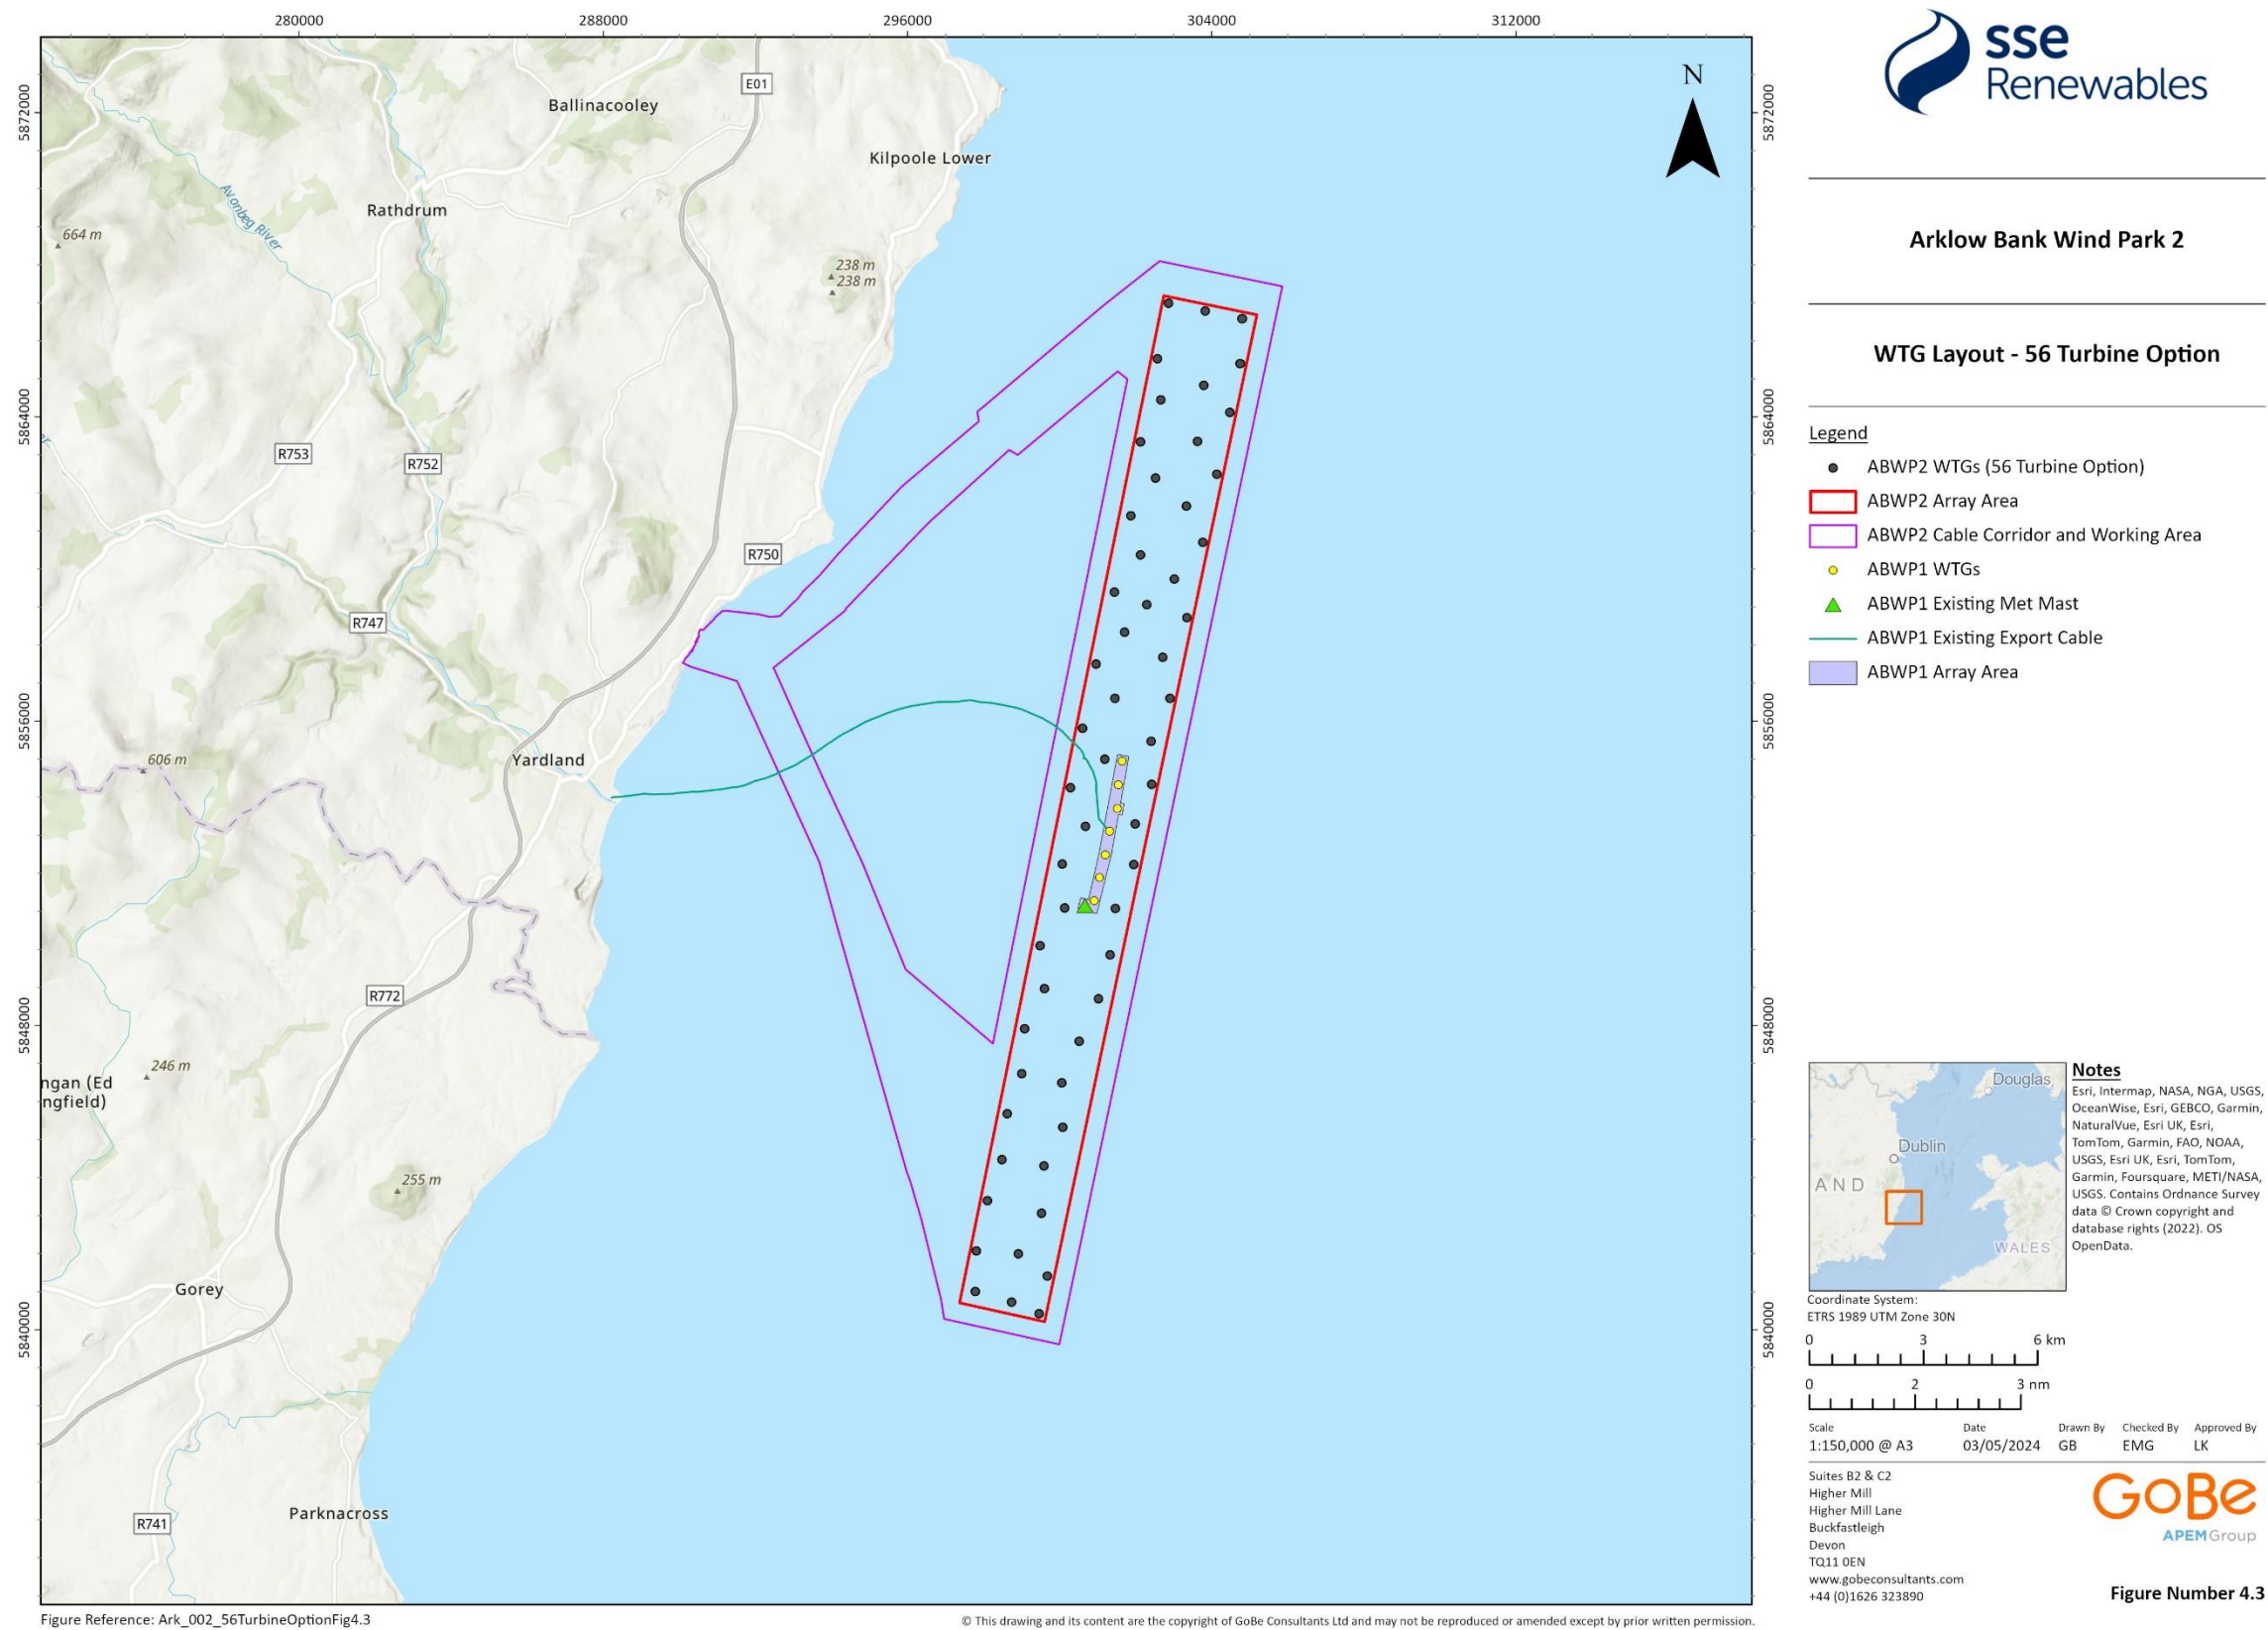 280000
288000
296000
304000
312000
5872000
5864000
5856000
5848000
5840000
5872000
5864000
5856000
5848000
5840000
N
E01
Ballinacooley
Kilpoole Lower
Avonbeg River
Rathdrum
664 m
238 m
238 m
R753
R752
R750
R747
606 m
Yardland
R772
246 m
ngan (Ed
ngfield)
255 m
Gorey
Parknacross
R741
sse
Renewables
Arklow Bank Wind Park 2
WTG Layout - 56 Turbine Option
Legend
ABWP2 WTGs (56 Turbine Option)
ABWP2 Array Area
ABWP2 Cable Corridor and Working Area
ABWP1 WTGs
ABWP1 Existing Met Mast
ABWP1 Existing Export Cable
ABWP1 Array Area
Douglas
Dublin
AND
WALES
Notes
Esri, Intermap, NASA, NGA, USGS,
OceanWise, Esri, GEBCO, Garmin,
NaturalVue, Esri UK, Esri,
TomTom, Garmin, FAO, NOAA,
USGS, Esri UK, Esri, TomTom,
Garmin, Foursquare, METI/NASA,
USGS. Contains Ordnance Survey
data © Crown copyright and
database rights (2022). OS
OpenData.
Coordinate System:
ETRS 1989 UTM Zone 30N
0 3 6 km
0 2 3 nm
Scale Date Drawn By Checked By Approved By
1:150,000 @ A3 03/05/2024 GB EMG LK
Suites B2 & C2
Higher Mill
Higher Mill Lane
Buckfastleigh
Devon
TQ11 0EN
www.gobeconsultants.com
+44 (0)1626 323890
GoBe
APEMGroup
Figure Number 4.3
Figure Reference: Ark_002_56TurbineOptionFig4.3
© This drawing and its content are the copyright of GoBe Consultants Ltd and may not be reproduced or amended except by prior written permission.